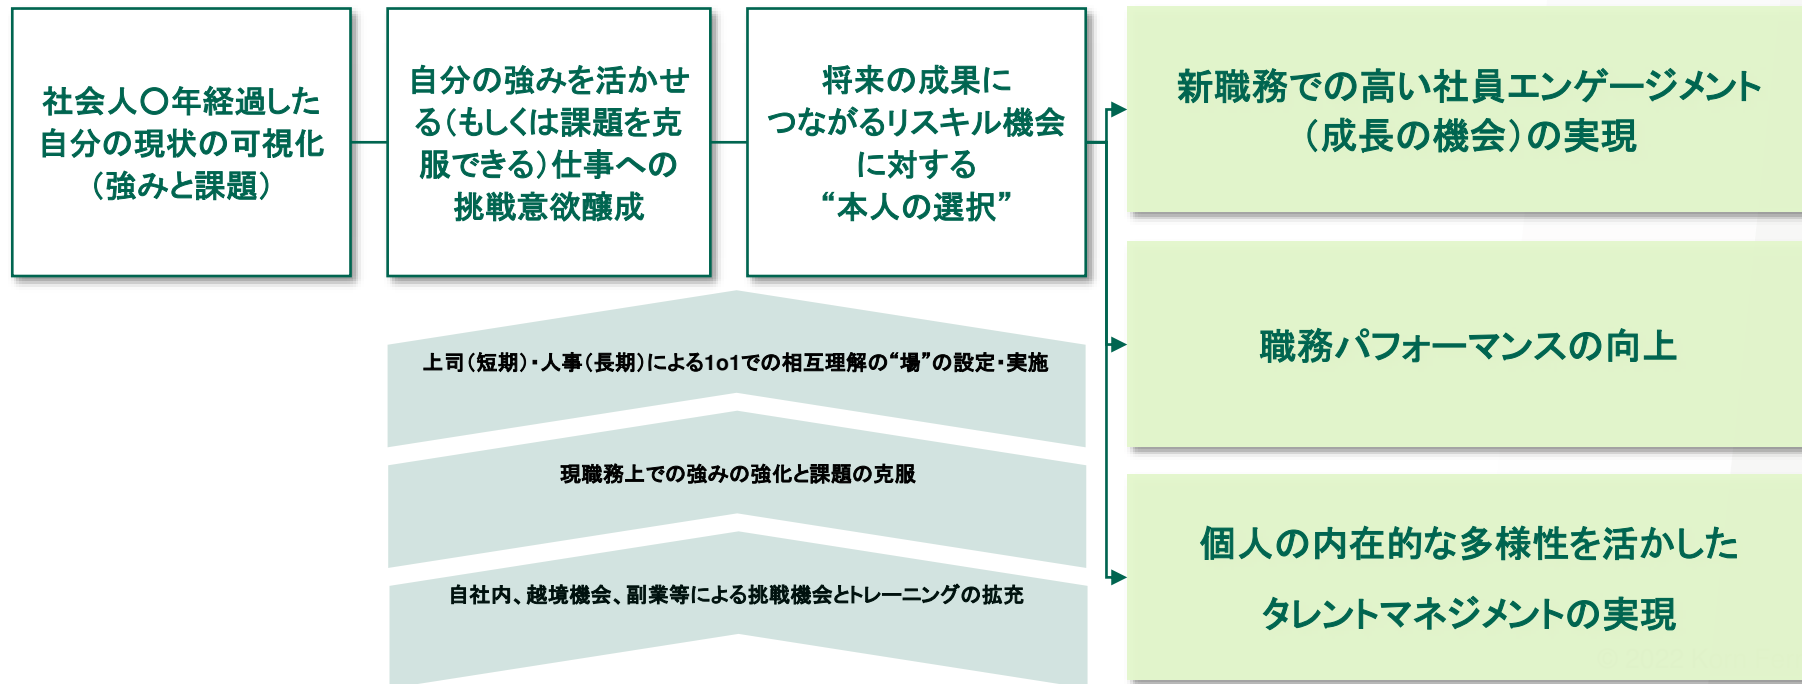 社会人〇年経過した
自分の現状の可視化
（強みと課題）
自分の強みを活かせ
る（もしくは課題を克
服できる）仕事への
挑戦意欲醸成
将来の成果に
つながるリスキル機会
に対する
“本人の選択”
新職務での高い社員エンゲージメント
（成長の機会）の実現
職務パフォーマンスの向上
個人の内在的な多様性を活かした
タレントマネジメントの実現
上司（短期）・人事（長期）による1o1での相互理解の“場”の設定・実施
現職務上での強みの強化と課題の克服
自社内、越境機会、副業等による挑戦機会とトレーニングの拡充